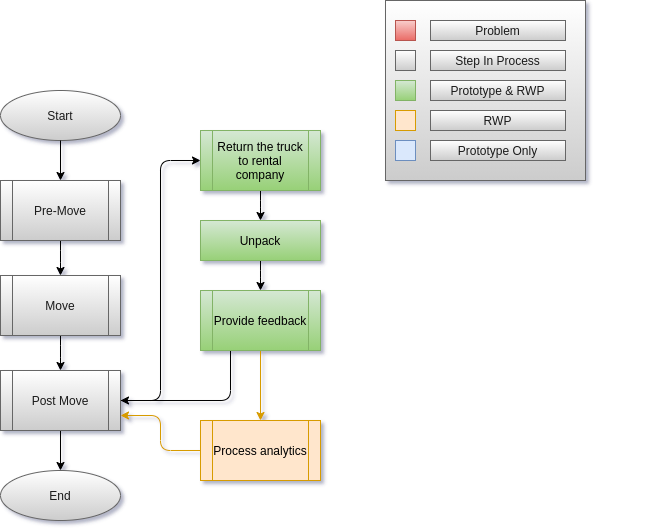 Problem
Step In Process
Prototype & RWP
RWP
Prototype Only
Start
Pre-Move
Move
Post Move
End
Return the truck
to rental
company
Unpack
Provide feedback
Process analytics